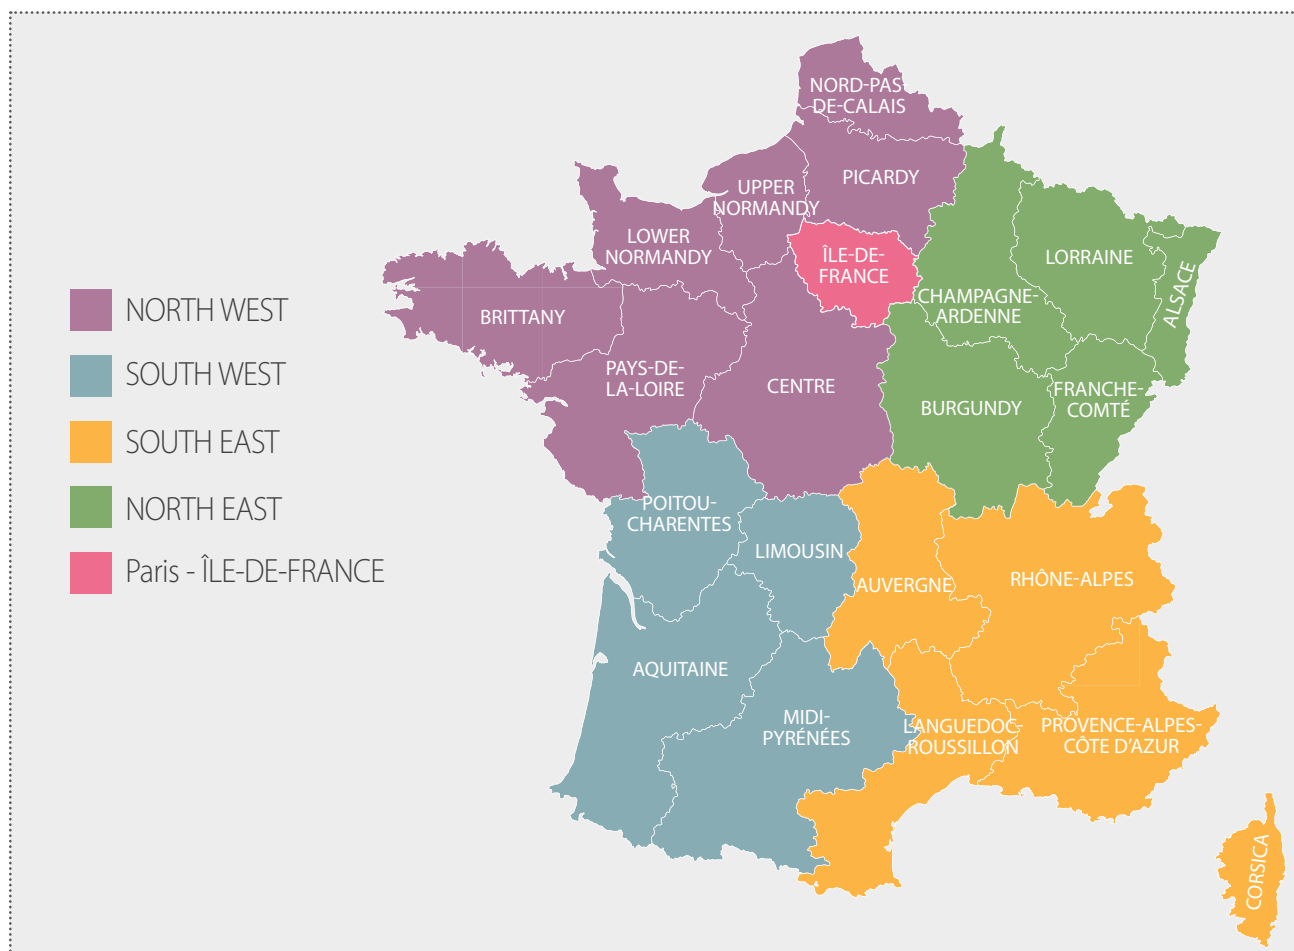 NORTH WEST
SOUTH WEST
SOUTH EAST
NORTH EAST
Paris - ÎLE-DE-FRANCE
NORD-PAS-
DE-CALAIS
PICARDY
UPPER
NORMANDY
LOWER
NORMANDY
ÎLE-DE-
FRANCE
LORRAINE
ALSACE
CHAMPAGNE-
ARDENNE
BRITTANY
PAYS-DE-
LA-LOIRE
CENTRE
BURGUNDY
FRANCHE-
COMTÉ
POITOU-
CHARENTES
LIMOUSIN
AUVERGNE
RHÔNE-ALPES
AQUITAINE
MIDI-
PYRÉNÉES
LANGUEDOC-
ROUSSILLON
PROVENCE-ALPES-
CÔTE D'AZUR
CORSICA